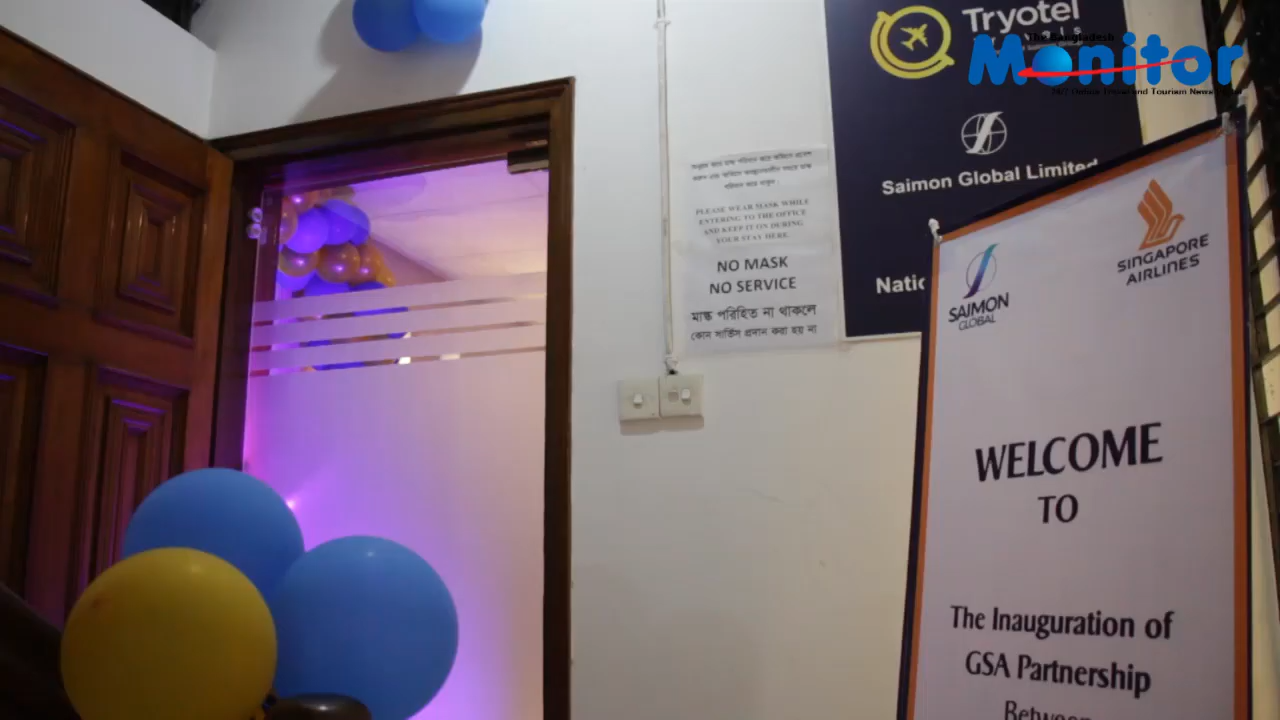 Tryotel
The Bangladesh
Monitor
24/7 Online Travel and Tourism News
Saimon Global Limited
Natio
PLEASE WEAR MASK WHILE
ENTERING TO THE OFFICE
AND KEEP IT ON DURING
YOUR STAY HERE.
NO MASK
NO SERVICE
মাস্ক পরিহিত না থাকলে
কোন সার্ভিস প্রদান করা হয় না
SAIMON
GLOBAL
SINGAPORE
AIRLINES
WELCOME
TO
The Inauguration of
GSA Partnership
Between